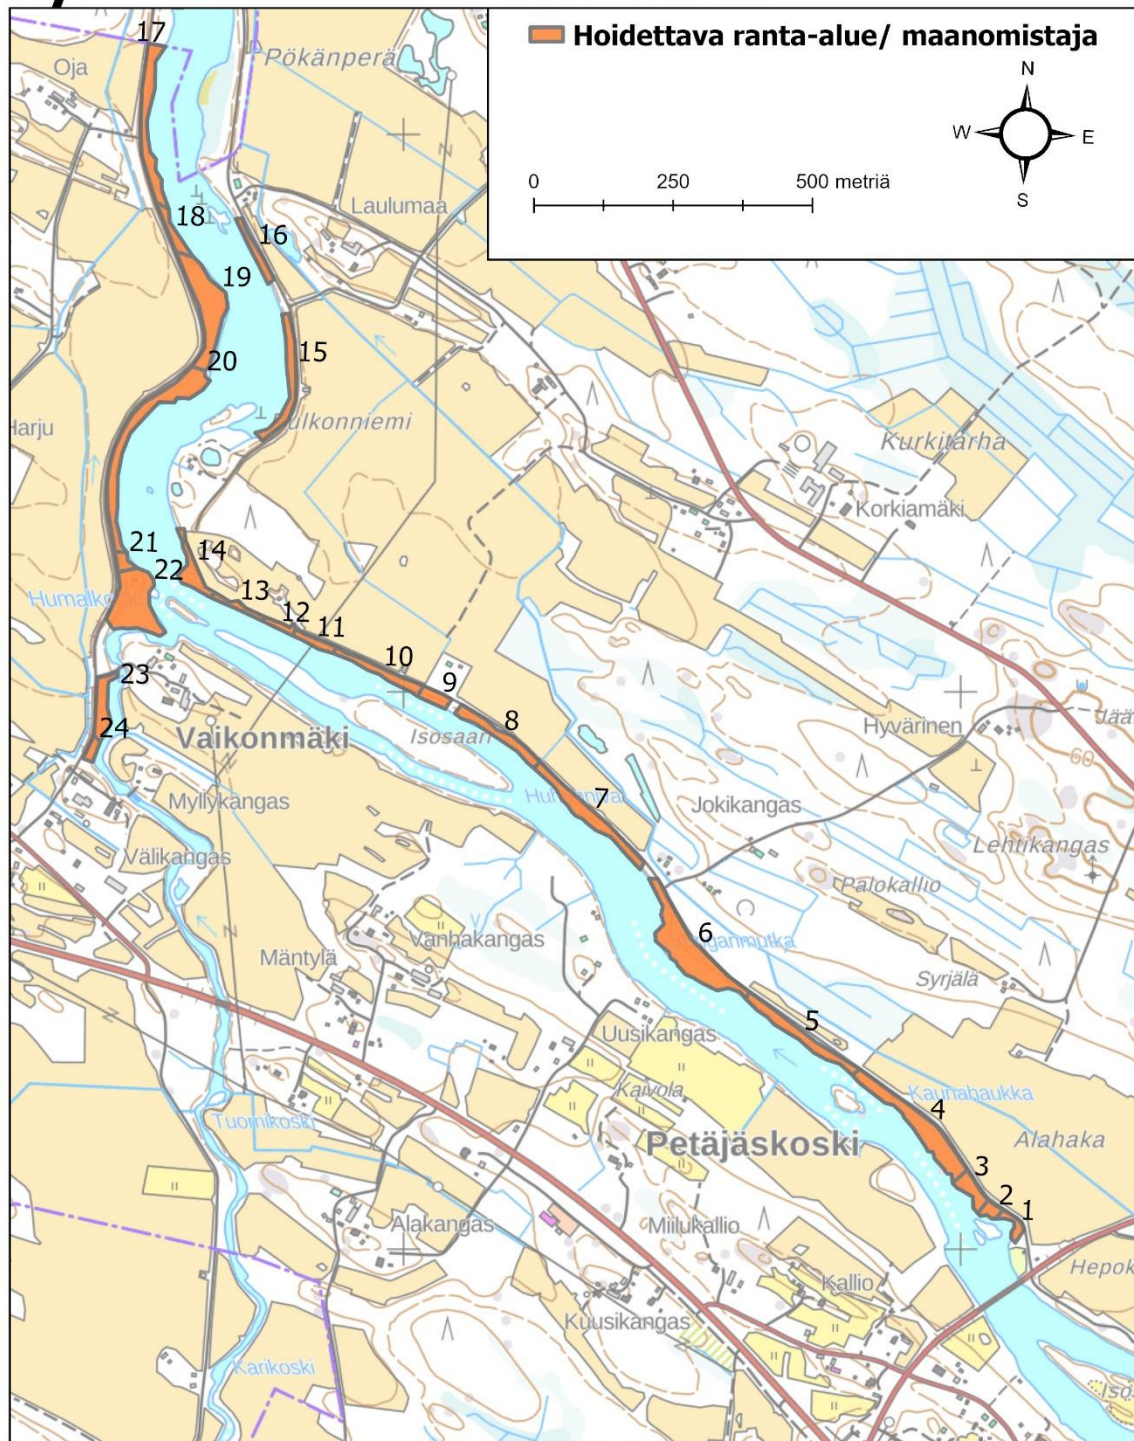 Hoidettava ranta-alue/ maanomistaja
N
W
E
S
0 250 500 metriä
17
Oja
Pökänperä
18
Laulumaa
16
19
15
20
Harju
Kurkitarha
Korkiamäki
21
14
22
13
12
11
10
23
9
24
8
Vaikonmäki
Isosaari
Hyvärinen
60
7
Jokikangas
Myllykangas
Välikangas
Lehtikangas
Palokallio
6
Vanhakangas
Mäntylä
Syrjälä
5
Uusikangas
Kaivola
Kaunahaukka
4
Tuomikoski
Petäjäskoski
Alahaka
3
2
1
Alakangas
Miilukallio
Kallio
Kuusikangas
Karikoski